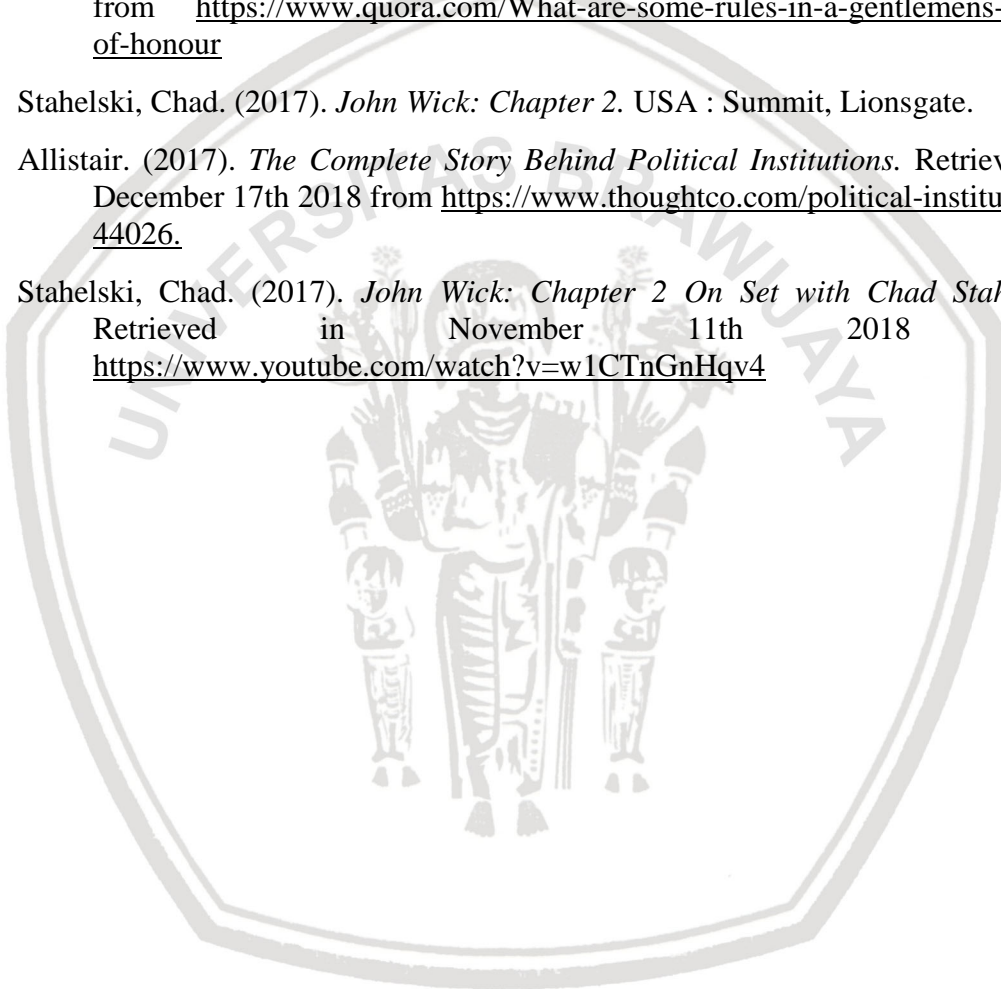 from https://www.quora.com/What-are-some-rules-in-a-gentlemens-
of-honour
Stahelski, Chad. (2017). John Wick: Chapter 2. USA : Summit, Lionsgate.
Allistair. (2017). The Complete Story Behind Political Institutions. Retriev
December 17th 2018 from https://www.thoughtco.com/political-institu
44026.
Stahelski, Chad. (2017). John Wick: Chapter 2 On Set with Chad Stah
Retrieved in November 11th 2018
https://www.youtube.com/watch?v=w1CTnGnHqv4
UNIVERSITAS BRAWIJAYA